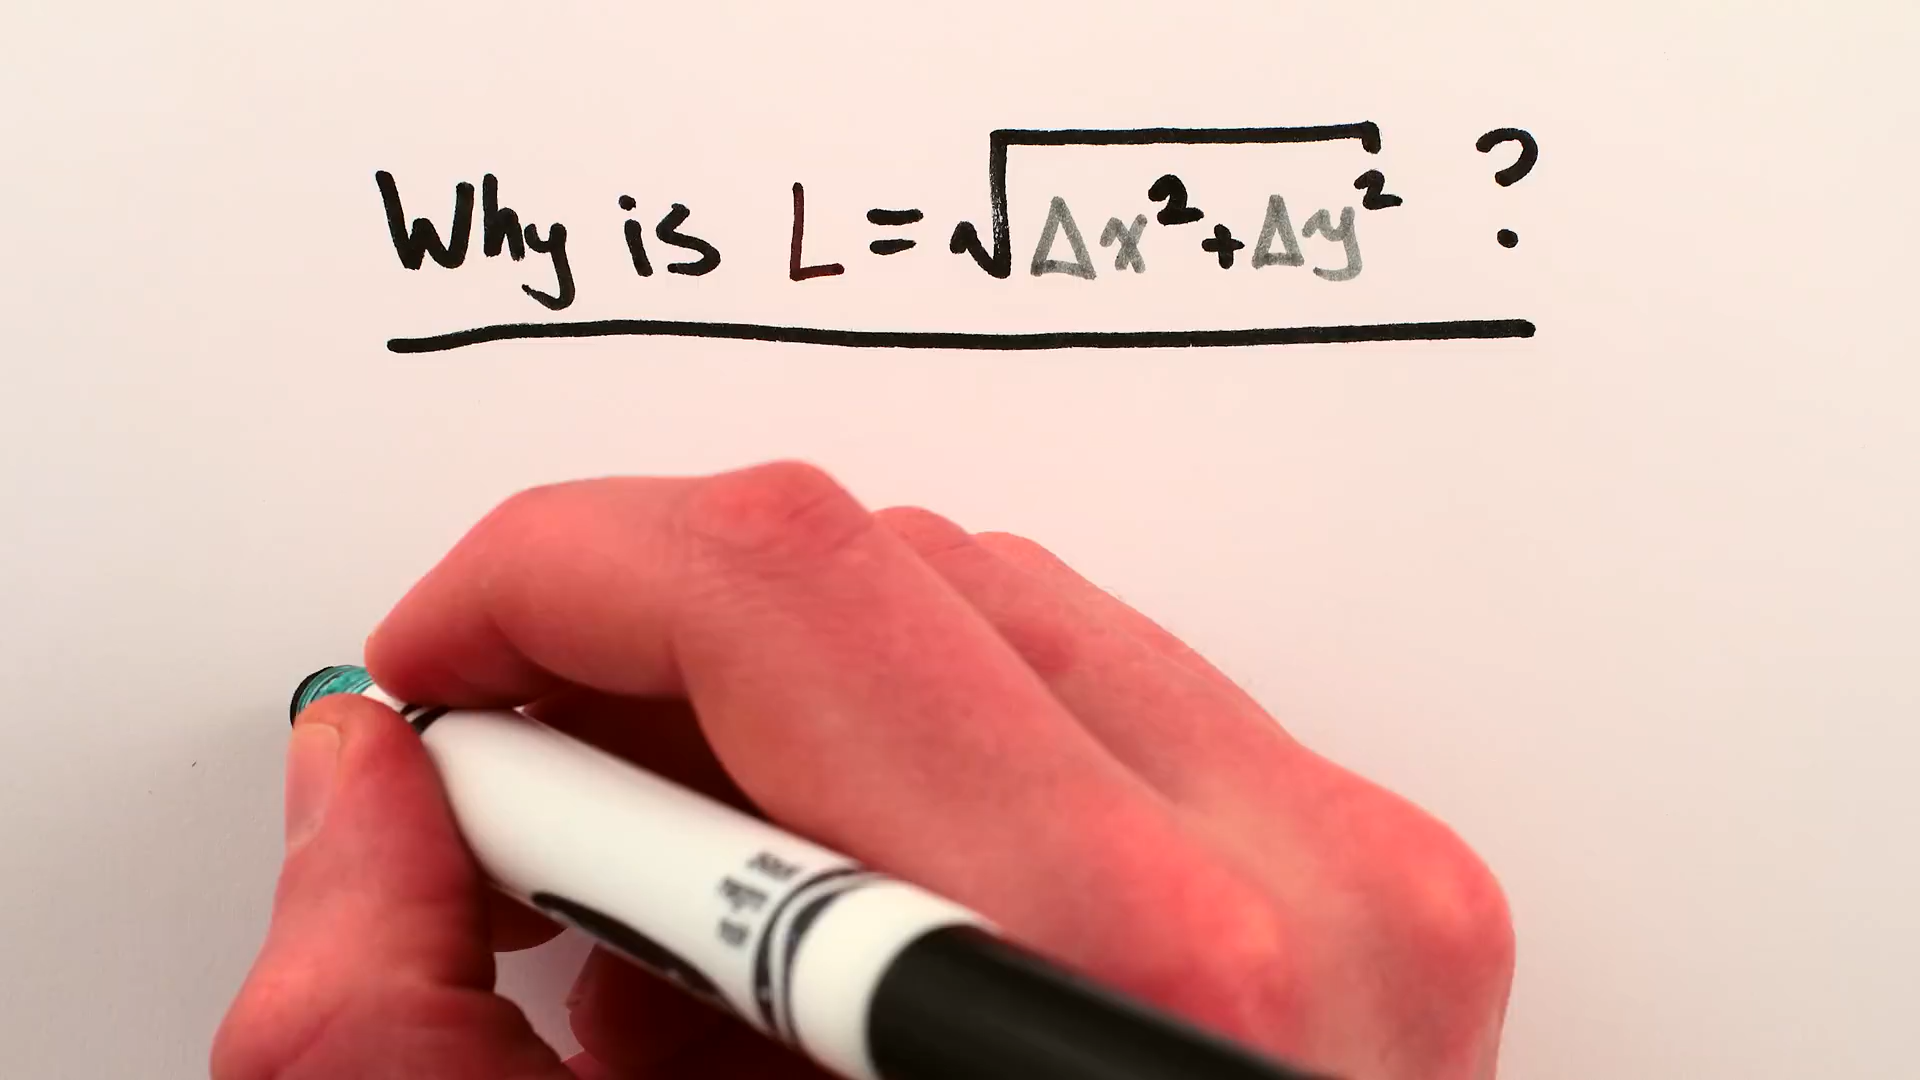 Why is L = √Δx²+Δy² ?